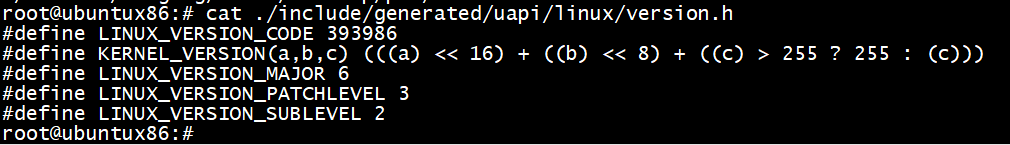 root@ubuntux86:# cat ./include/generated/uapi/linux/version.h
#define LINUX_VERSION_CODE 393986
#define KERNEL_VERSION(a,b,c) (((a) << 16) + ((b) << 8) + ((c) > 255 ? 255 : (c)))
#define LINUX_VERSION_MAJOR 6
#define LINUX_VERSION_PATCHLEVEL 3
#define LINUX_VERSION_SUBLEVEL 2
root@ubuntux86:#